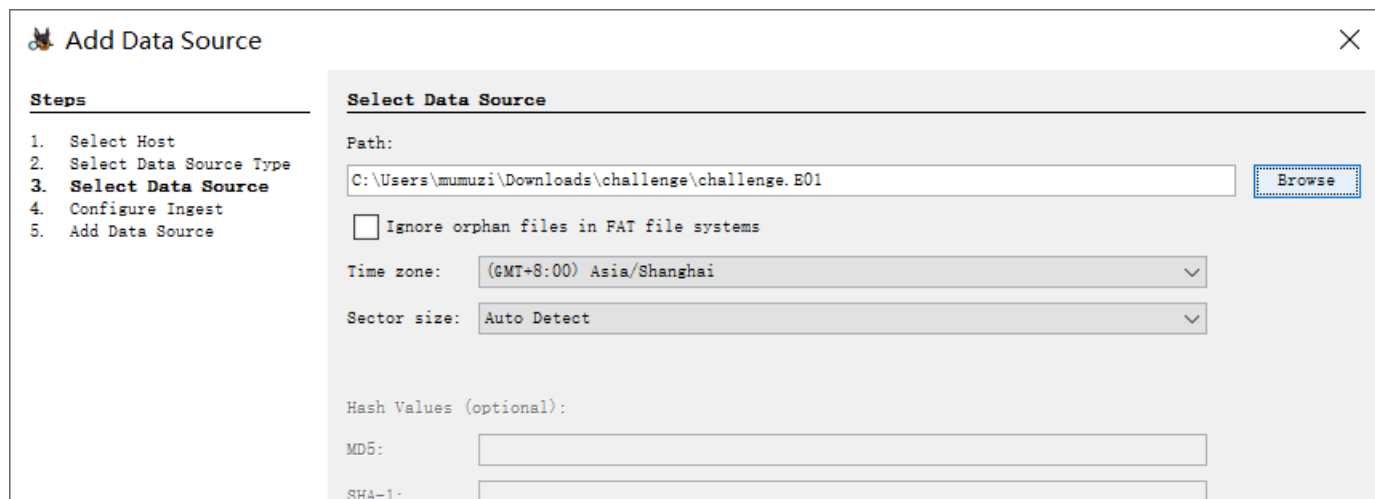 Add Data Source
Steps
1. Select Host
2. Select Data Source Type
3. Select Data Source
4. Configure Ingest
5. Add Data Source
Select Data Source
Path:
C:\Users\mumuzi\Downloads\challenge\challenge.E01
Browse
Ignore orphan files in FAT file systems
Time zone: (GMT+8:00) Asia/Shanghai
Sector size: Auto Detect
Hash Values (optional):
MD5:
SHA-1: